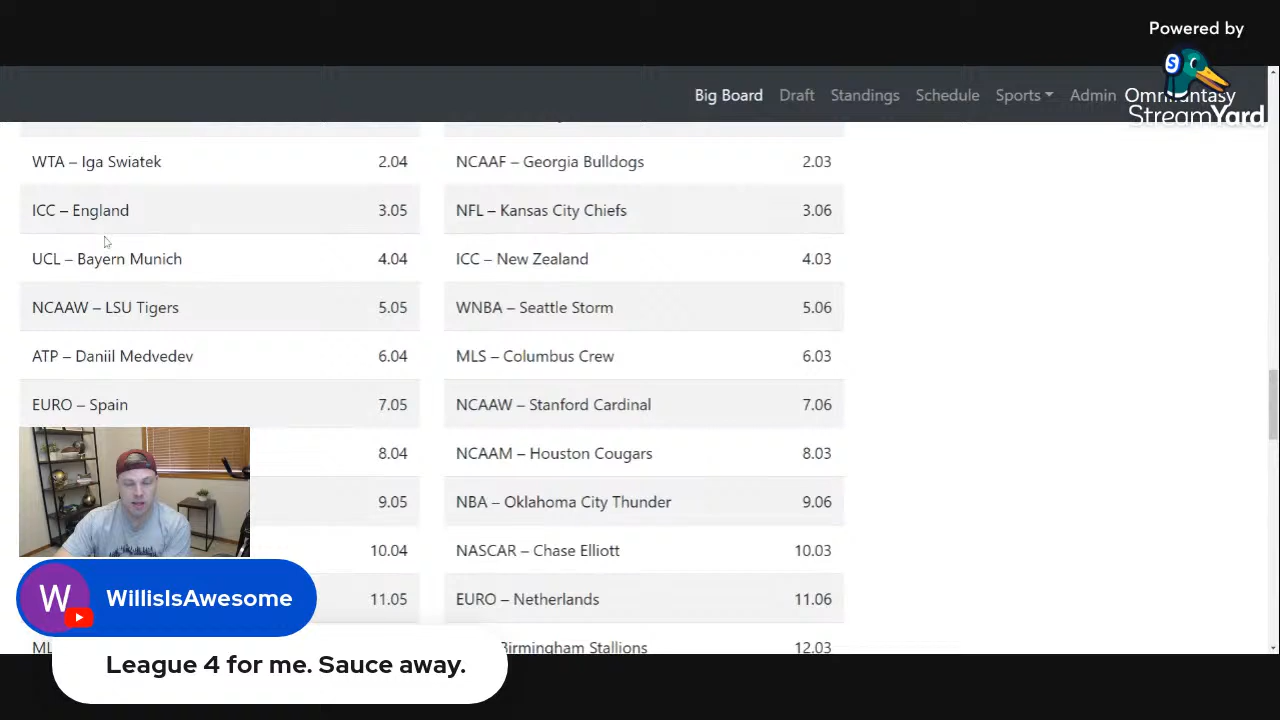 Powered by
StreamYard
Big Board Draft Standings Schedule Sports Admin
WTA – Iga Swiatek 2.04
ICC – England 3.05
UCL – Bayern Munich 4.04
NCAAW – LSU Tigers 5.05
ATP – Daniil Medvedev 6.04
EURO – Spain 7.05
8.04
9.05
10.04
11.05
NCAAF – Georgia Bulldogs 2.03
NFL – Kansas City Chiefs 3.06
ICC – New Zealand 4.03
WNBA – Seattle Storm 5.06
MLS – Columbus Crew 6.03
NCAAW – Stanford Cardinal 7.06
NCAAM – Houston Cougars 8.03
NBA – Oklahoma City Thunder 9.06
NASCAR – Chase Elliott 10.03
EURO – Netherlands 11.06
Birmingham Stallions 12.03
W WillisIsAwesome
League 4 for me. Sauce away.